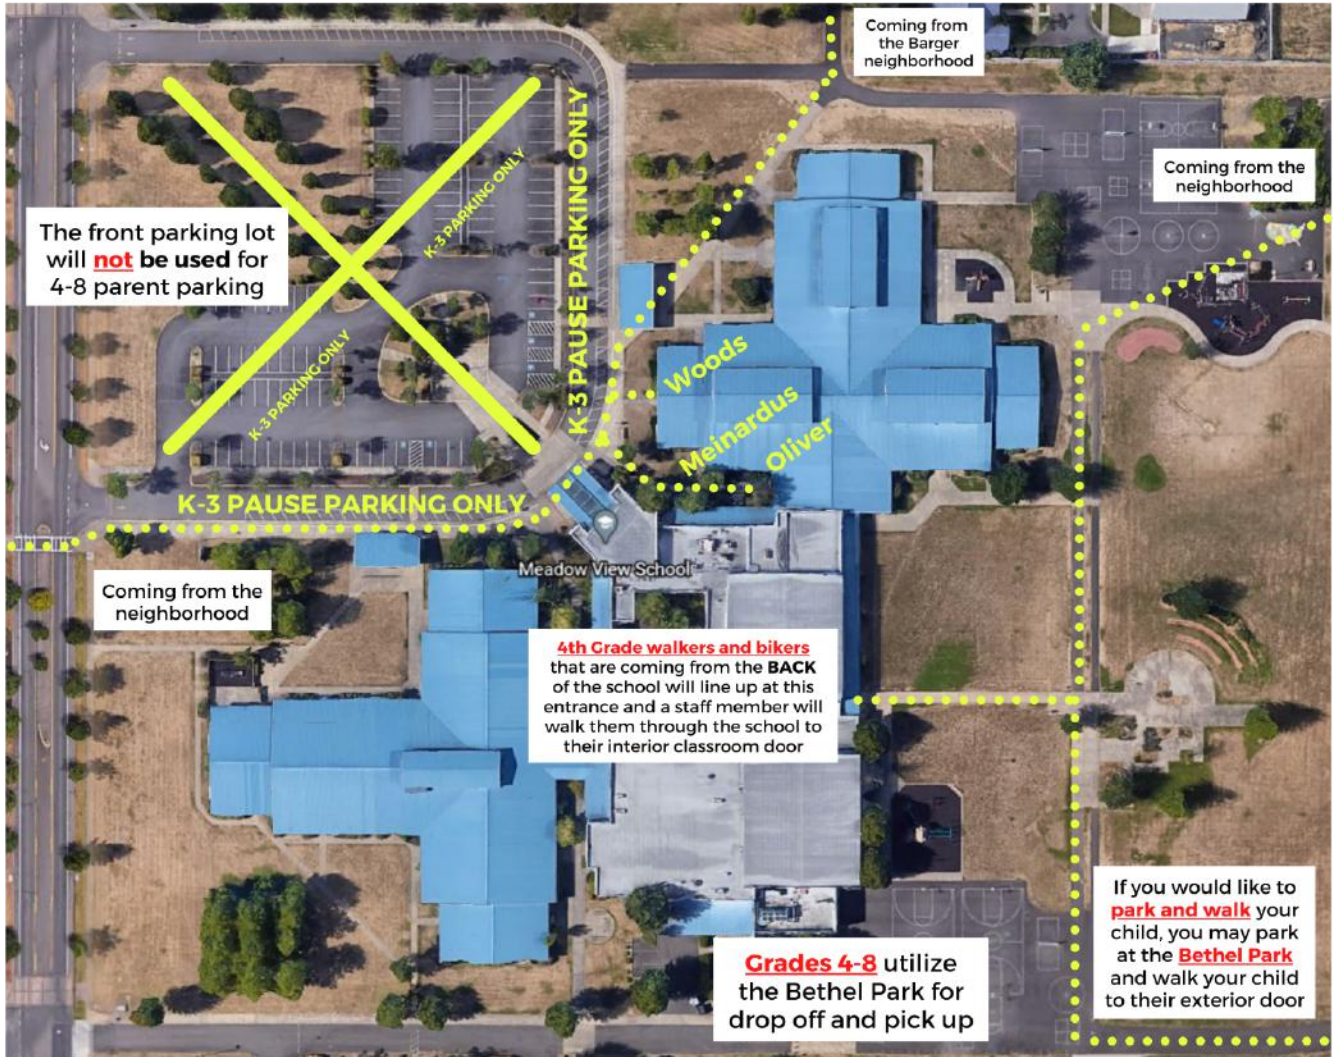 Coming from
the Barger
neighborhood
Coming from the
neighborhood
The front parking lot
will not be used for
4-8 parent parking
K-3 PARKING ONLY
K-3 PAUSE PARKING ONLY
K-3 PARKING ONLY
Woods
Meinardus
Oliver
K-3 PAUSE PARKING ONLY
Meadow View School
Coming from the
neighborhood
4th Grade walkers and bikers
that are coming from the BACK
of the school will line up at this
entrance and a staff member will
walk them through the school to
their interior classroom door
If you would like to
park and walk your
child, you may park
at the Bethel Park
and walk your child
to their exterior door
Grades 4-8 utilize
the Bethel Park for
drop off and pick up